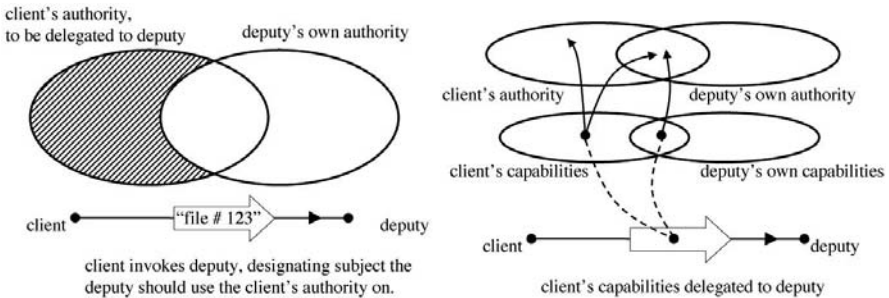 client's authority,
to be delegated to deputy
deputy's own authority
client
“file # 123”
deputy
client invokes deputy, designating subject the
deputy should use the client's authority on.
client's authority
deputy's own authority
client's capabilities
deputy's own capabilities
client
deputy
client's capabilities delegated to deputy